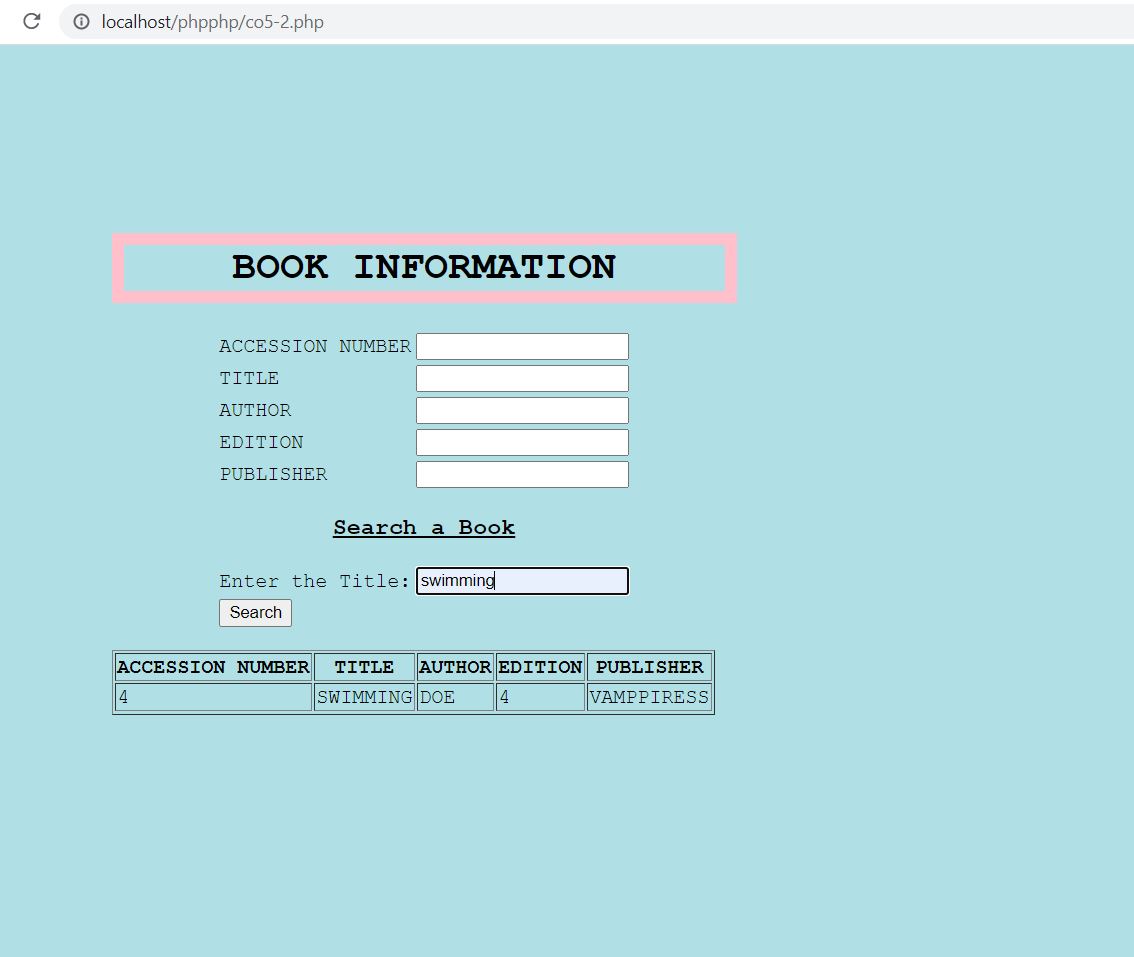 localhost/phpphp/co5-2.php
BOOK INFORMATION
ACCESSION NUMBER
TITLE
AUTHOR
EDITION
PUBLISHER
Search a Book
Enter the Title: swimming
Search
ACCESSION NUMBER TITLE AUTHOR EDITION PUBLISHER
4 SWIMMING DOE 4 VAMPPIRESS